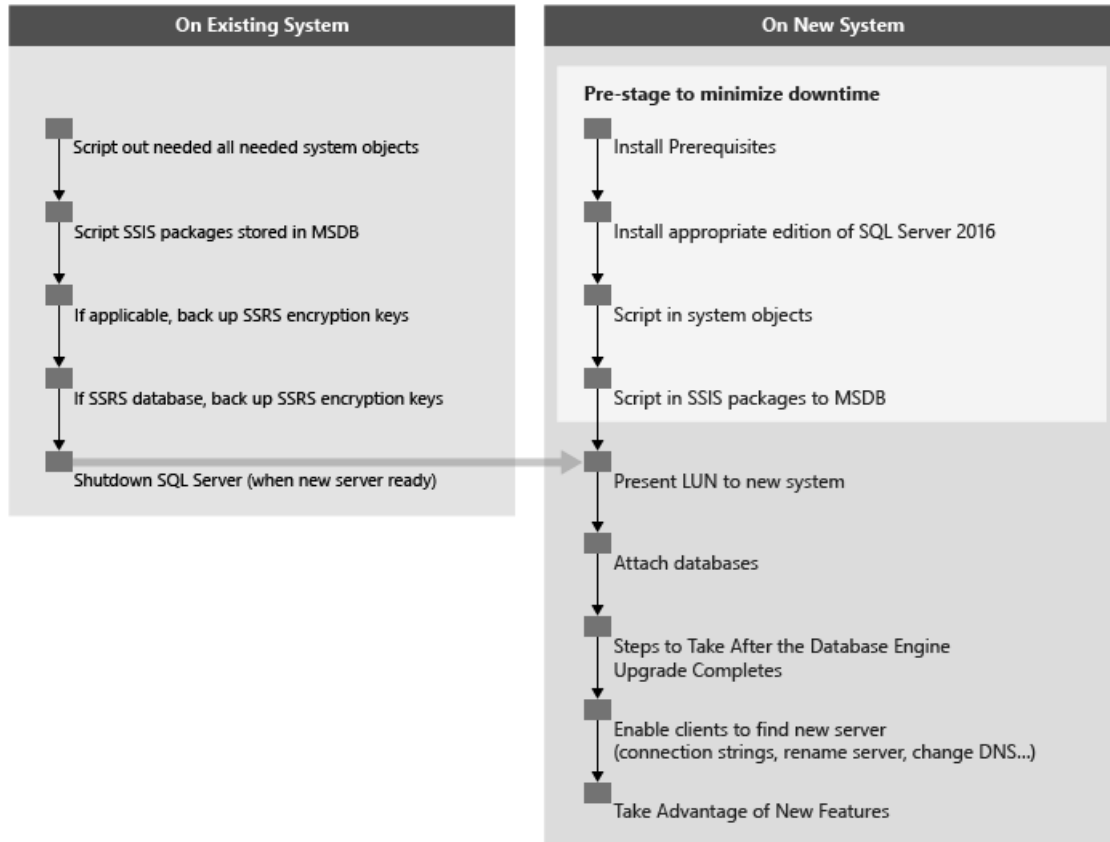 On Existing System
Script out needed all needed system objects
Script SSIS packages stored in MSDB
If applicable, back up SSRS encryption keys
If SSRS database, back up SSRS encryption keys
Shutdown SQL Server (when new server ready)
On New System
Pre-stage to minimize downtime
Install Prerequisites
Install appropriate edition of SQL Server 2016
Script in system objects
Script in SSIS packages to MSDB
Present LUN to new system
Attach databases
Steps to Take After the Database Engine
Upgrade Completes
Enable clients to find new server
(connection strings, rename server, change DNS...)
Take Advantage of New Features